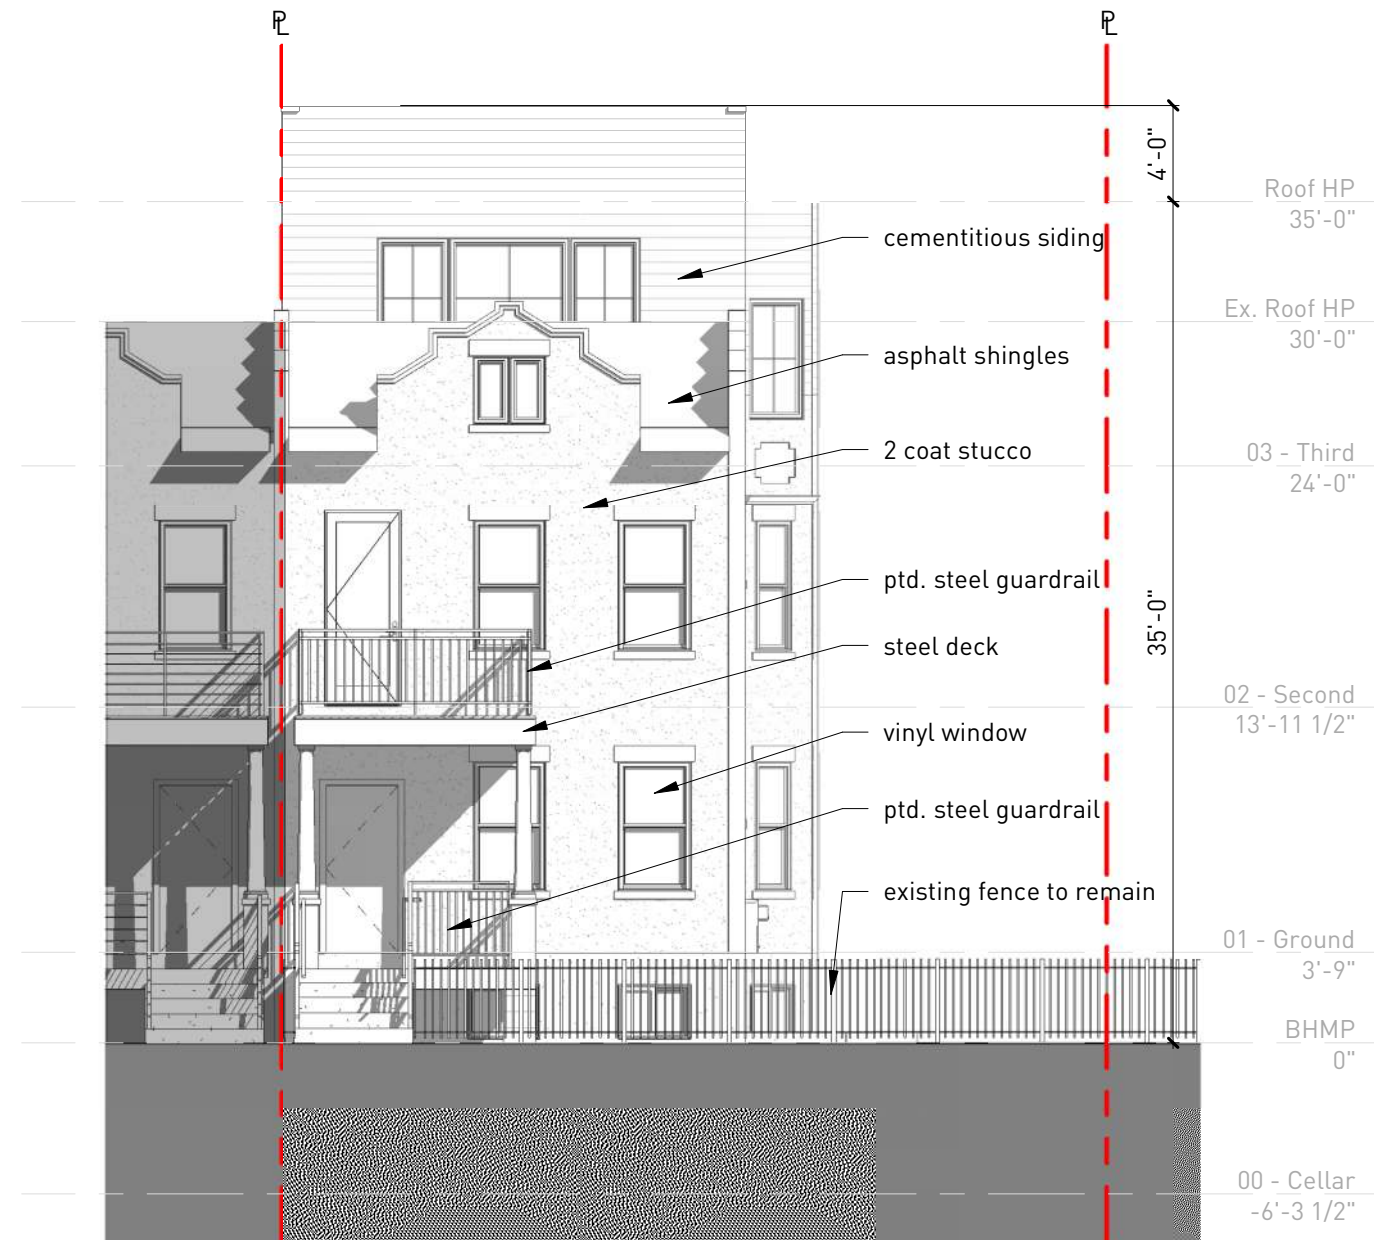 PL
PL
4'-0"
Roof HP
35'-0"
cementitious siding
Ex. Roof HP
30'-0"
asphalt shingles
2 coat stucco
03 - Third
24'-0"
ptd. steel guardrail
35'-0"
steel deck
02 - Second
13'-11 1/2"
vinyl window
ptd. steel guardrail
existing fence to remain
01 - Ground
3'-9"
BHMP
0"
00 - Cellar
-6'-3 1/2"